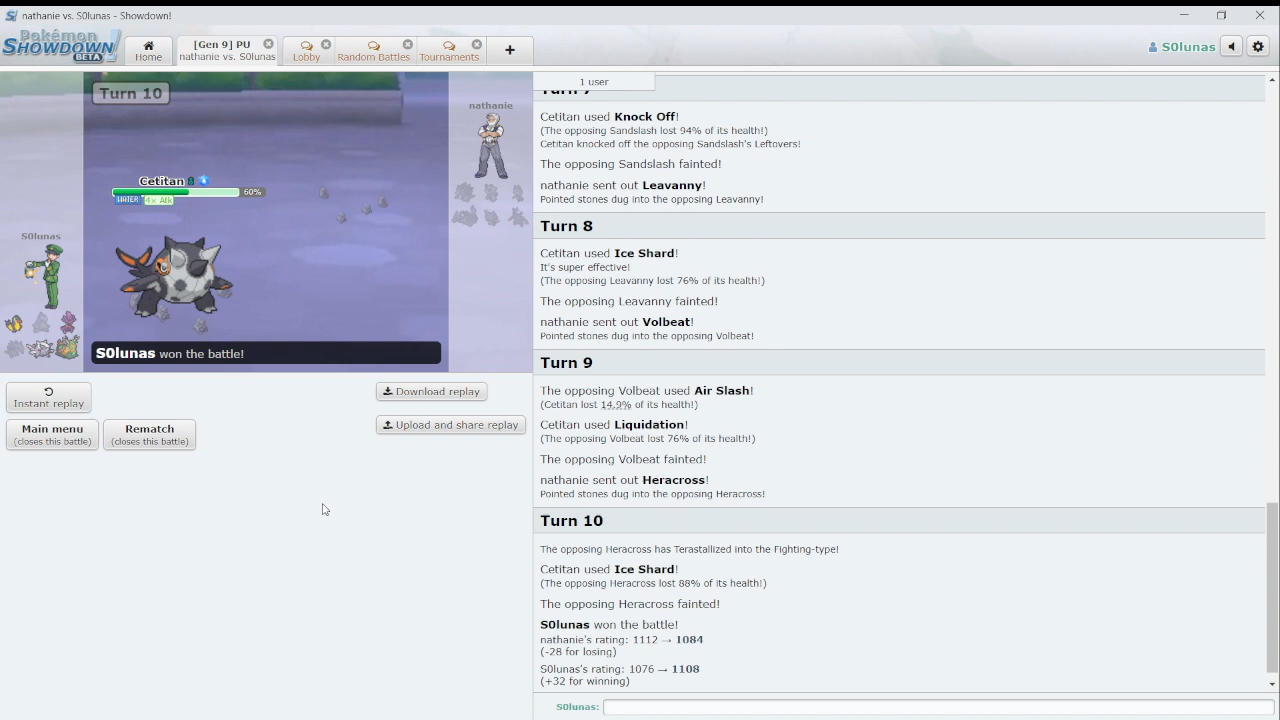 nathanie vs. S0lunas - Showdown!
Pokémon
SHOWDOWN!
BETA
Home
[Gen 9] PU
nathanie vs. S0lunas
Lobby
Random Battles
Tournaments
+
S0lunas
Turn 10
nathanie
Cetitan
60%
WATER 4× Atk
S0lunas
S0lunas won the battle!
Instant replay
Download replay
Main menu
(closes this battle)
Rematch
(closes this battle)
Upload and share replay
1 user
Turn 7
Cetitan used Knock Off!
(The opposing Sandslash lost 94% of its health!)
Cetitan knocked off the opposing Sandslash's Leftovers!
The opposing Sandslash fainted!
nathanie sent out Leavanny!
Pointed stones dug into the opposing Leavanny!
Turn 8
Cetitan used Ice Shard!
It's super effective!
(The opposing Leavanny lost 76% of its health!)
The opposing Leavanny fainted!
nathanie sent out Volbeat!
Pointed stones dug into the opposing Volbeat!
Turn 9
The opposing Volbeat used Air Slash!
(Cetitan lost 14.9% of its health!)
Cetitan used Liquidation!
(The opposing Volbeat lost 76% of its health!)
The opposing Volbeat fainted!
nathanie sent out Heracross!
Pointed stones dug into the opposing Heracross!
Turn 10
The opposing Heracross has Terastallized into the Fighting-type!
Cetitan used Ice Shard!
(The opposing Heracross lost 88% of its health!)
The opposing Heracross fainted!
S0lunas won the battle!
nathanie's rating: 1112 → 1084
(-28 for losing)
S0lunas's rating: 1076 → 1108
(+32 for winning)
S0lunas: